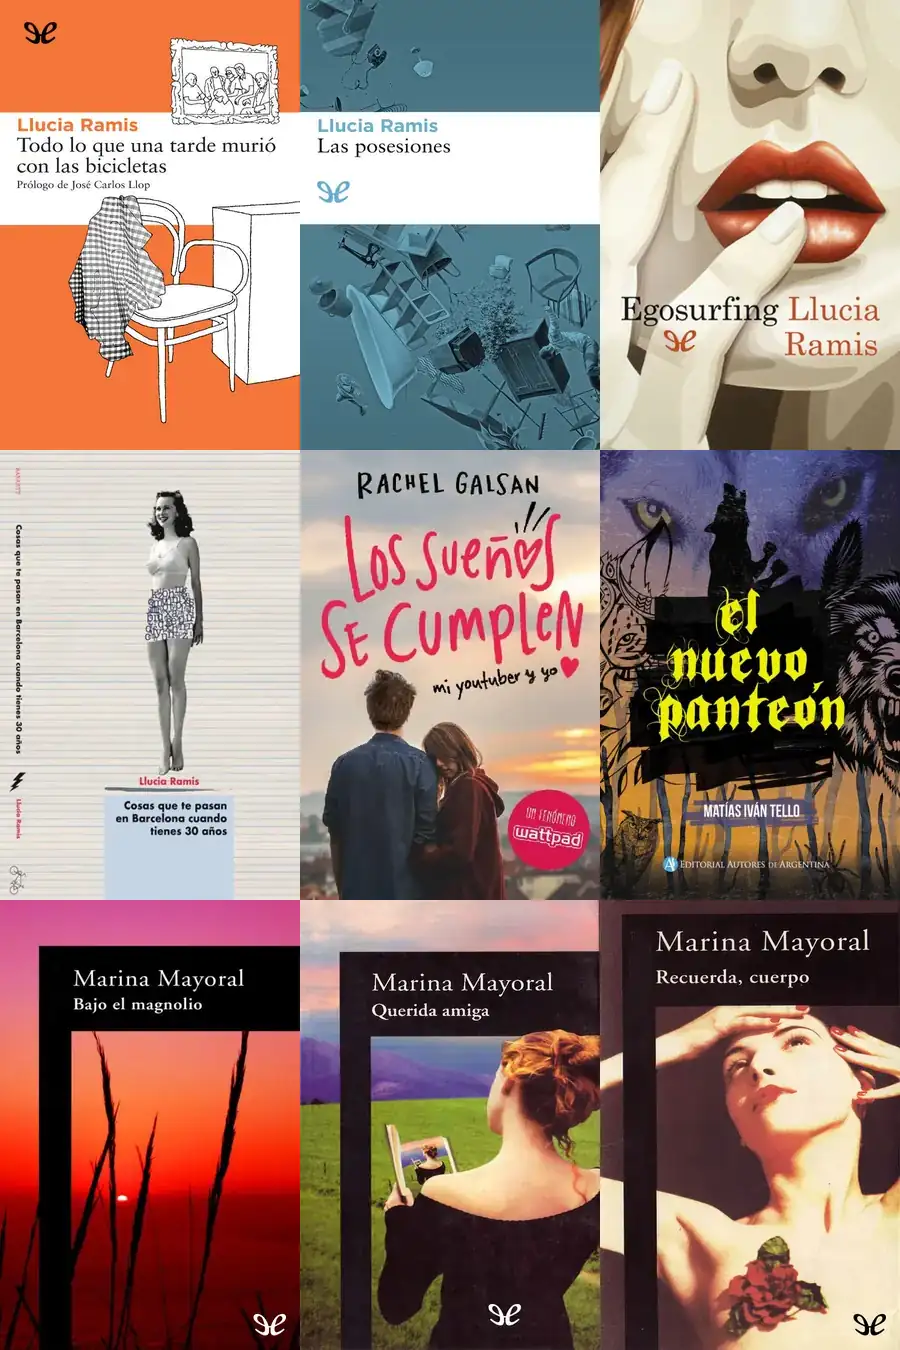 Llucia Ramis
Todo lo que una tarde murió
con las bicicletas
Prólogo de José Carlos Llop
Llucia Ramis
Las posesiones
Egosurfing Llucia
Ramis
BARRETT
Cosas que te pasan en Barcelona cuando tienes 30 años
Llucia Ramis
Llucia Ramis
Cosas que te pasan
en Barcelona cuando
tienes 30 años
RACHEL GALSAN
LOS SUEÑOS
SE CUMPLEN
mi youtuber y yo
UN FENÓMENO
wattpad
el
nuevo
panteón
MATÍAS IVÁN TELLO
EDITORIAL AUTORES DE ARGENTINA
Marina Mayoral
Bajo el magnolio
Marina Mayoral
Querida amiga
Marina Mayoral
Recuerda, cuerpo